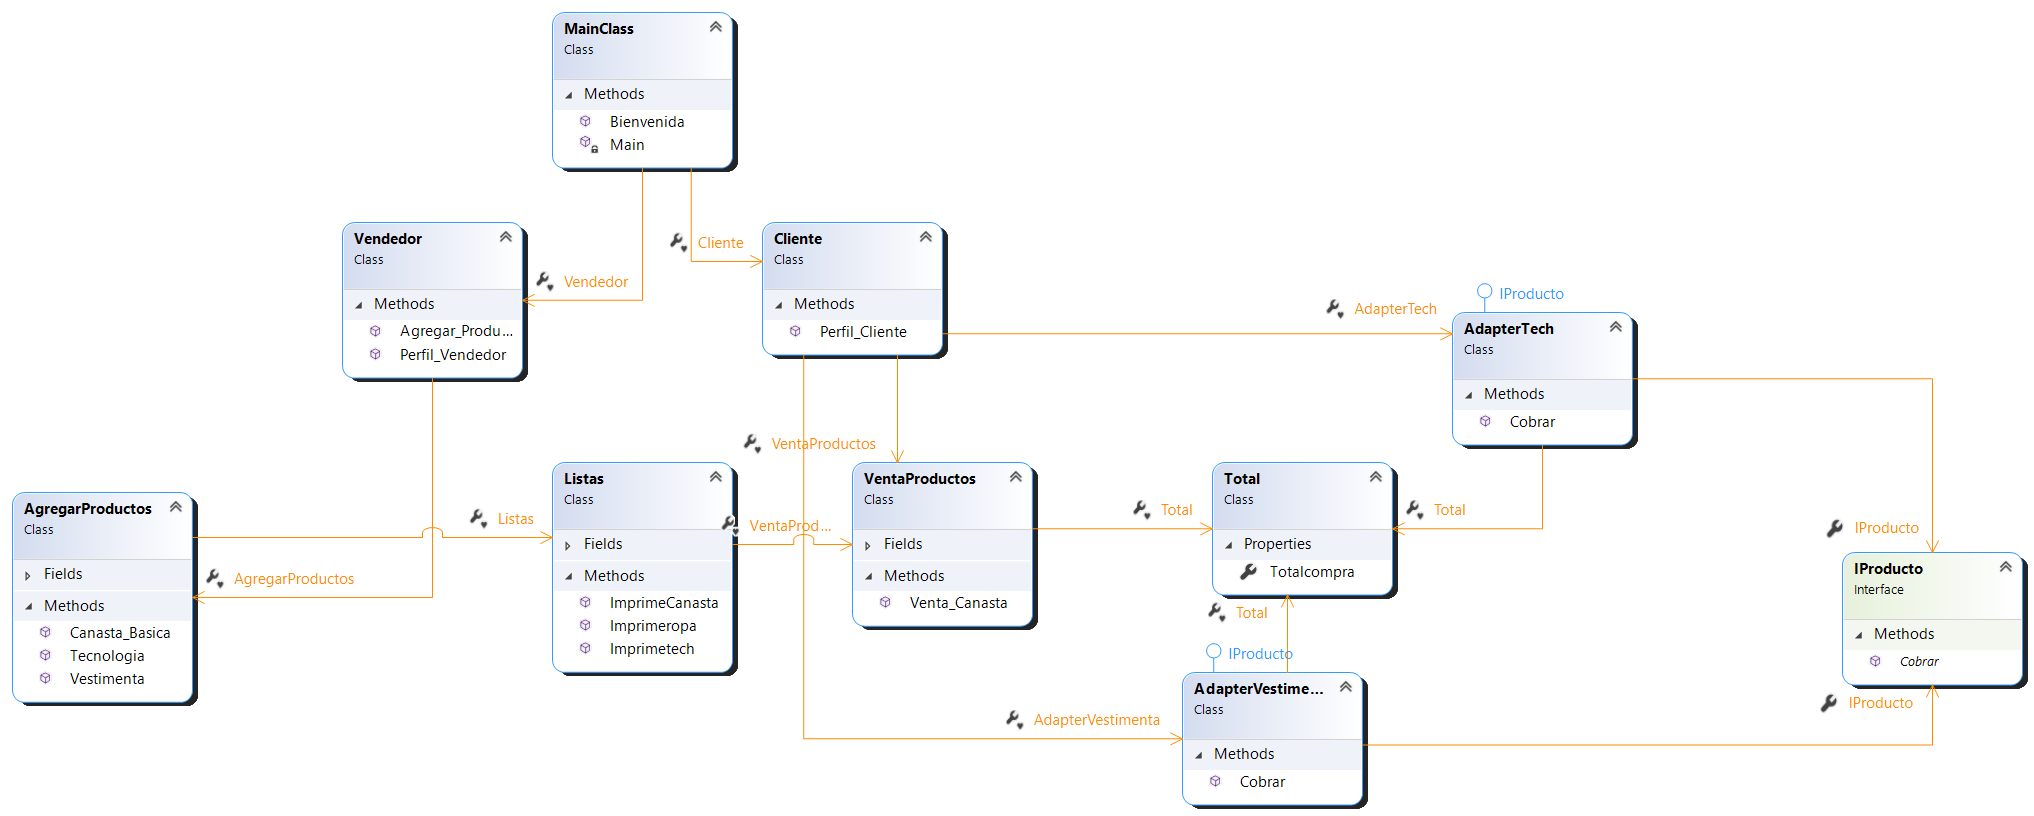 MainClass
Class
Methods
Bienvenida
Main
Vendedor
Class
Methods
Agregar_Produ...
Perfil_Vendedor
Vendedor
Cliente
Cliente
Class
Methods
Perfil_Cliente
AdapterTech
IProducto
AdapterTech
Class
Methods
Cobrar
VentaProductos
AgregarProductos
Class
Fields
Methods
Canasta_Basica
Tecnologia
Vestimenta
AgregarProductos
Listas
Listas
Class
Fields
Methods
ImprimeCanasta
Imprimeropa
Imprimetech
VentaProd...
VentaProductos
Class
Fields
Methods
Venta_Canasta
Total
Total
Class
Properties
Totalcompra
Total
Total
IProducto
IProducto
Interface
Methods
Cobrar
IProducto
IProducto
AdapterVestime...
Class
Methods
Cobrar
AdapterVestimenta